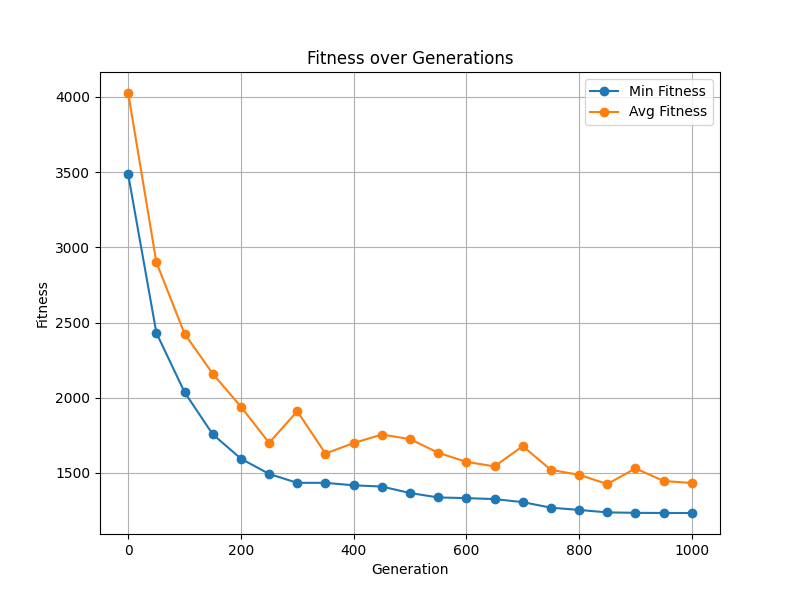 Fitness over Generations
Min Fitness
Avg Fitness
4000
3500
3000
2500
2000
1500
Fitness
0 200 400 600 800 1000
Generation